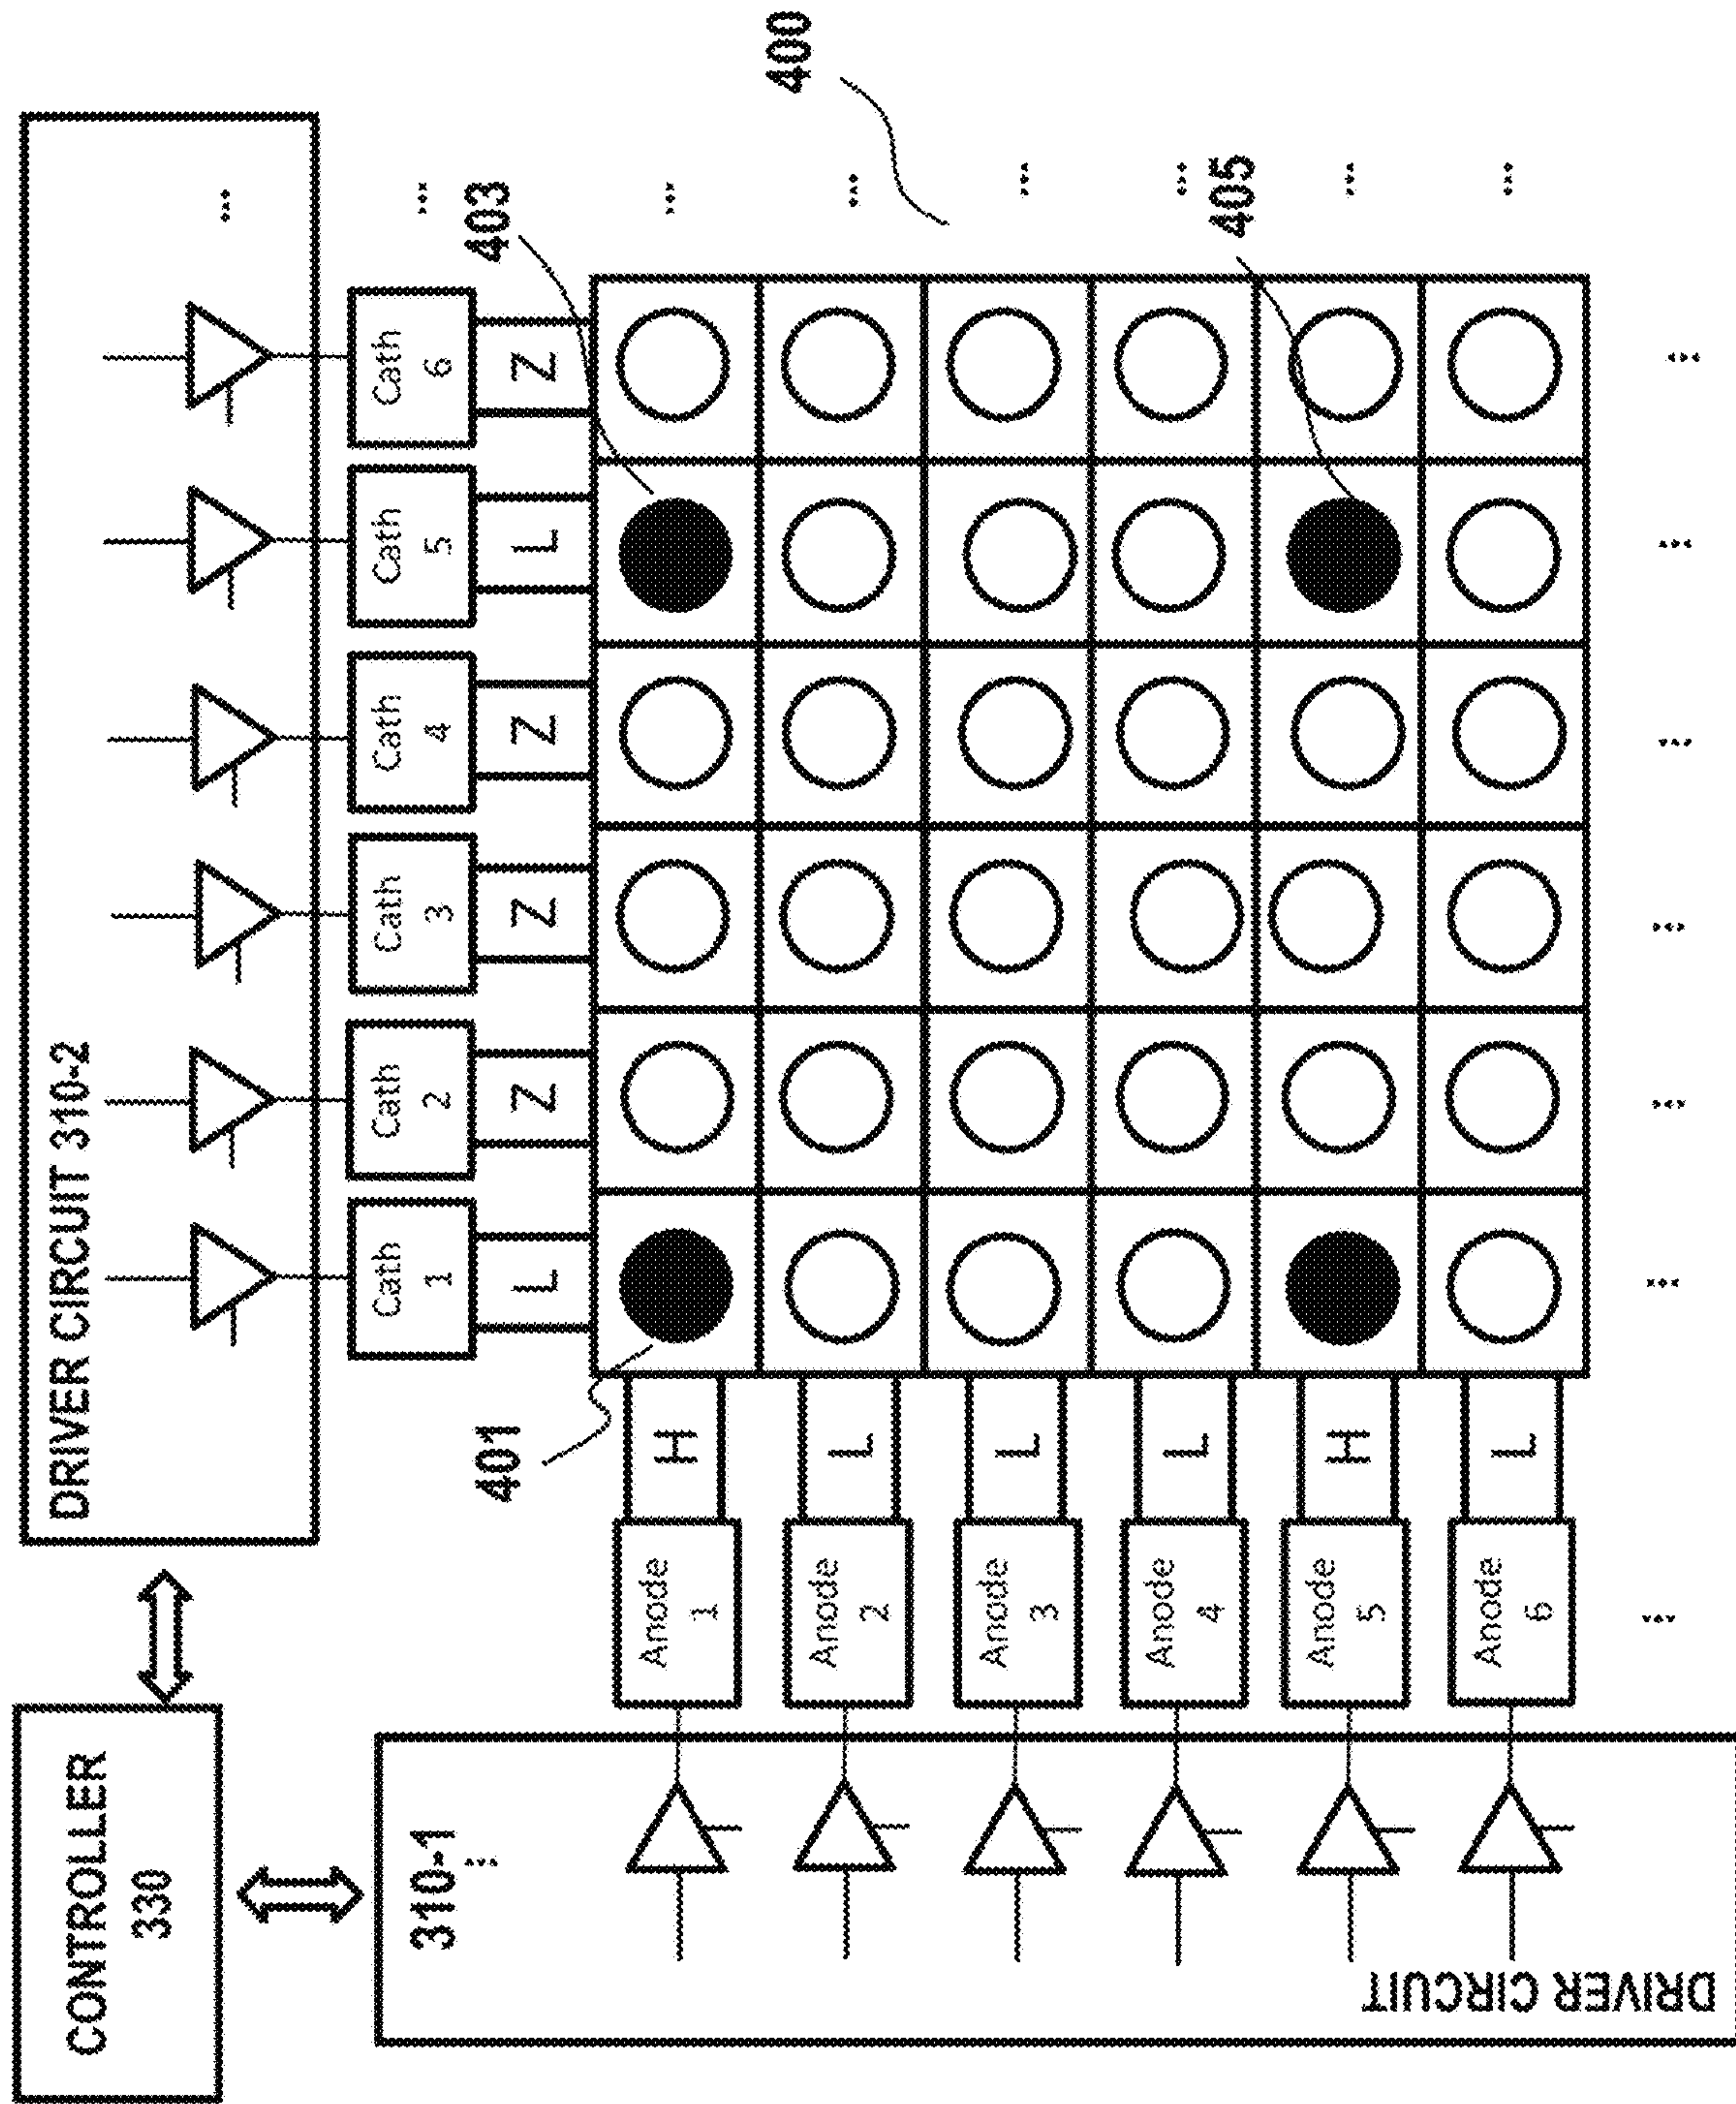 CONTROLLER
330
DRIVER CIRCUIT 310-2
...
Cath
1
Cath
2
Cath
3
Cath
4
Cath
5
Cath
6
...
L
Z
Z
Z
L
Z
401
403
400
405
310-1
...
DRIVER CIRCUIT
Anode
1
H
...
Anode
2
L
...
Anode
3
L
...
Anode
4
L
...
Anode
5
H
...
Anode
6
L
...
... ... ... ... ... ... ...